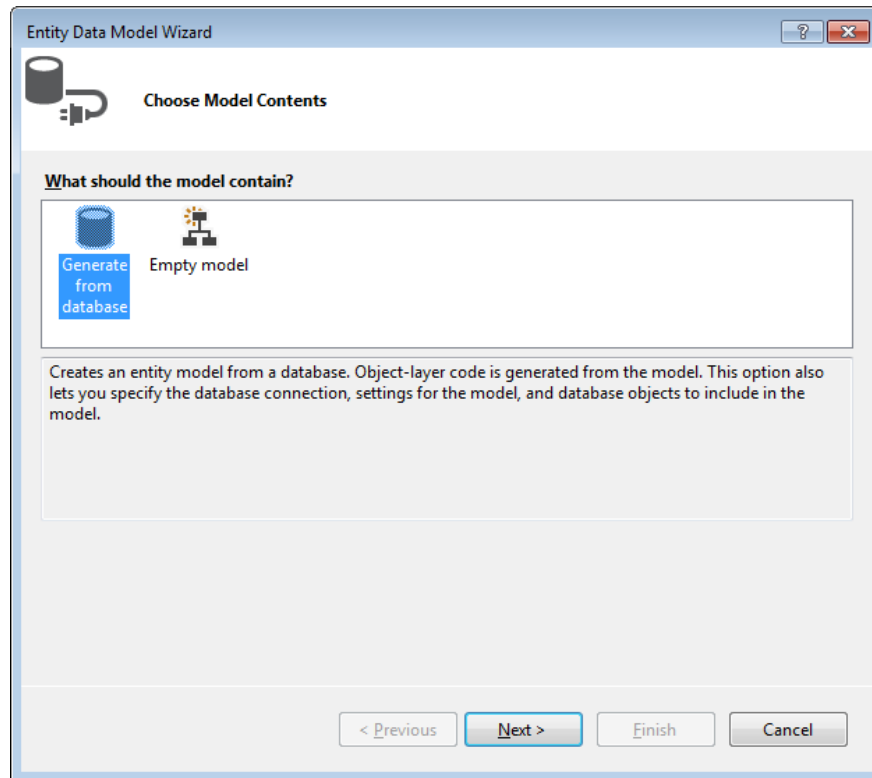 Entity Data Model Wizard
?
Choose Model Contents
What should the model contain?
Generate
from
database
Empty model
Creates an entity model from a database. Object-layer code is generated from the model. This option also
lets you specify the database connection, settings for the model, and database objects to include in the
model.
< Previous
Next >
Finish
Cancel